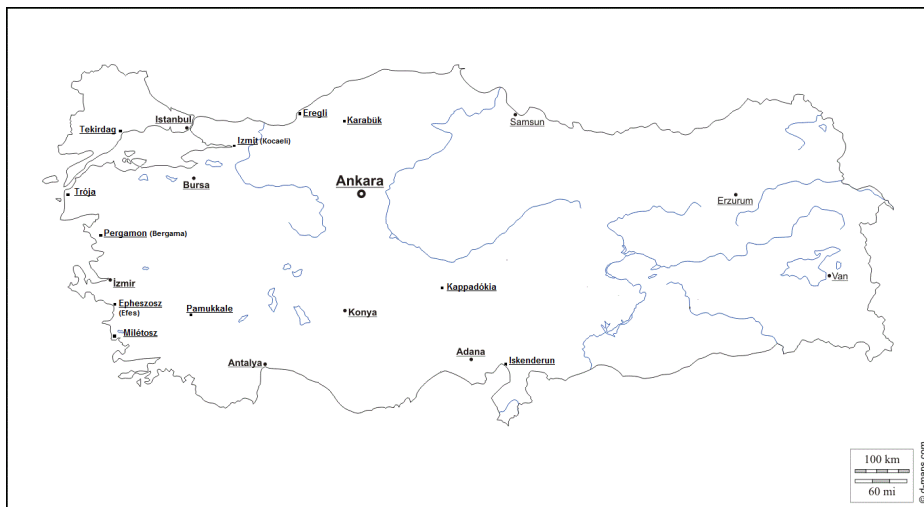 Istanbul
Tekirdag
Eregli
Karabük
Samsun
Izmit (Kocaeli)
Bursa
Ankara
Trója
Erzurum
Pergamon (Bergama)
İzmir
Kappadókia
Van
Epheszosz
(Efes)
Pamukkale
Konya
Milétosz
Antalya
Adana
Iskenderun
100 km
60 mi
© d-maps.com